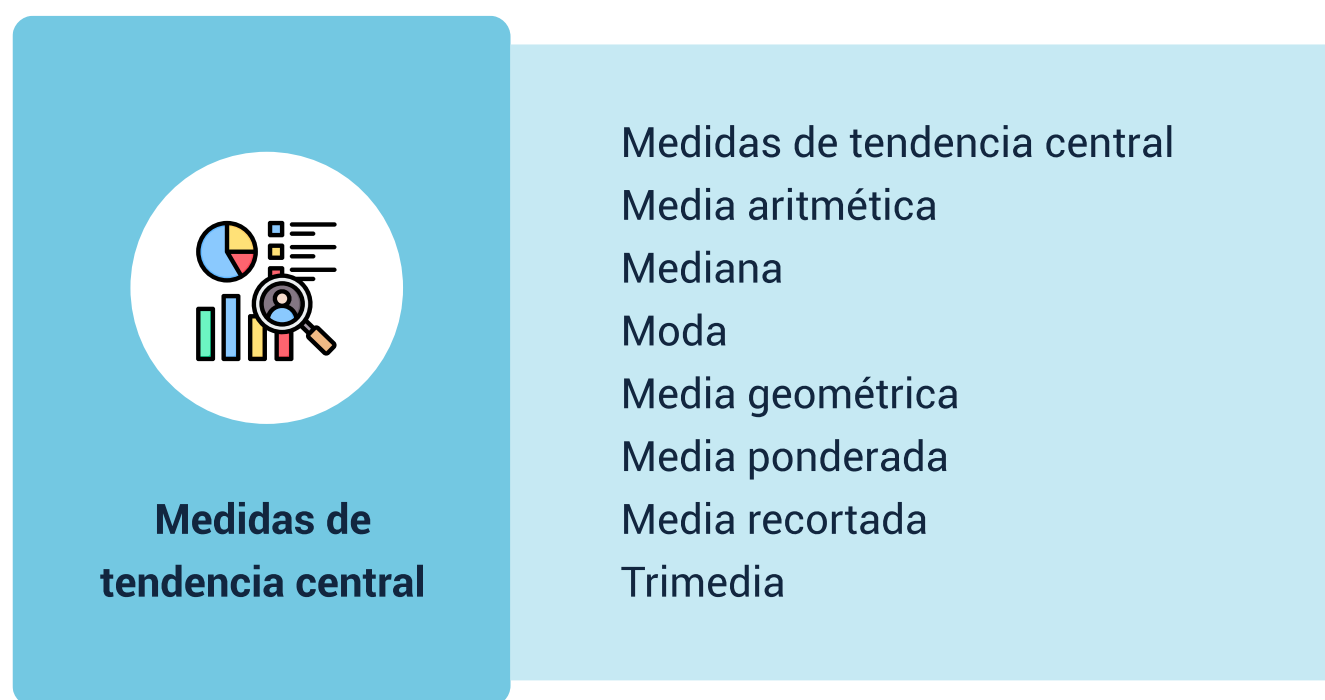 Medidas de
tendencia central
Medidas de tendencia central
Media aritmética
Mediana
Moda
Media geométrica
Media ponderada
Media recortada
Trimedia